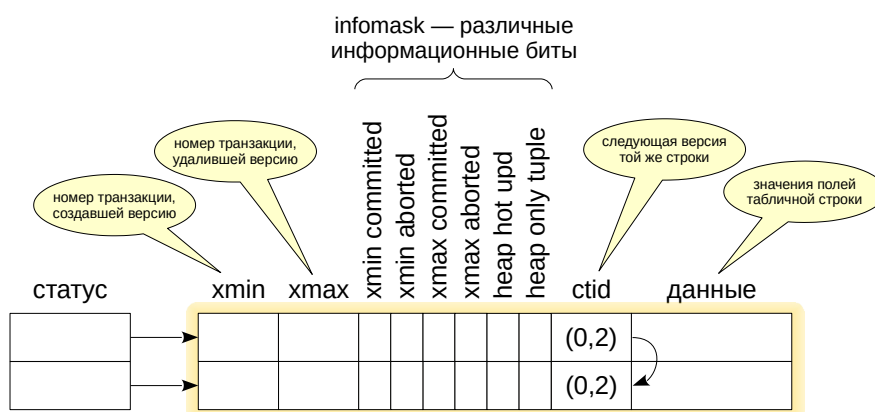 infomask — различные
информационные биты
номер транзакции,
удалившей версию
номер транзакции,
создавшей версию
xmin committed
xmin aborted
xmax committed
xmax aborted
heap hot upd
heap only tuple
следующая версия
той же строки
значения полей
табличной строки
статус
xmin
xmax
ctid
данные
(0,2)
(0,2)